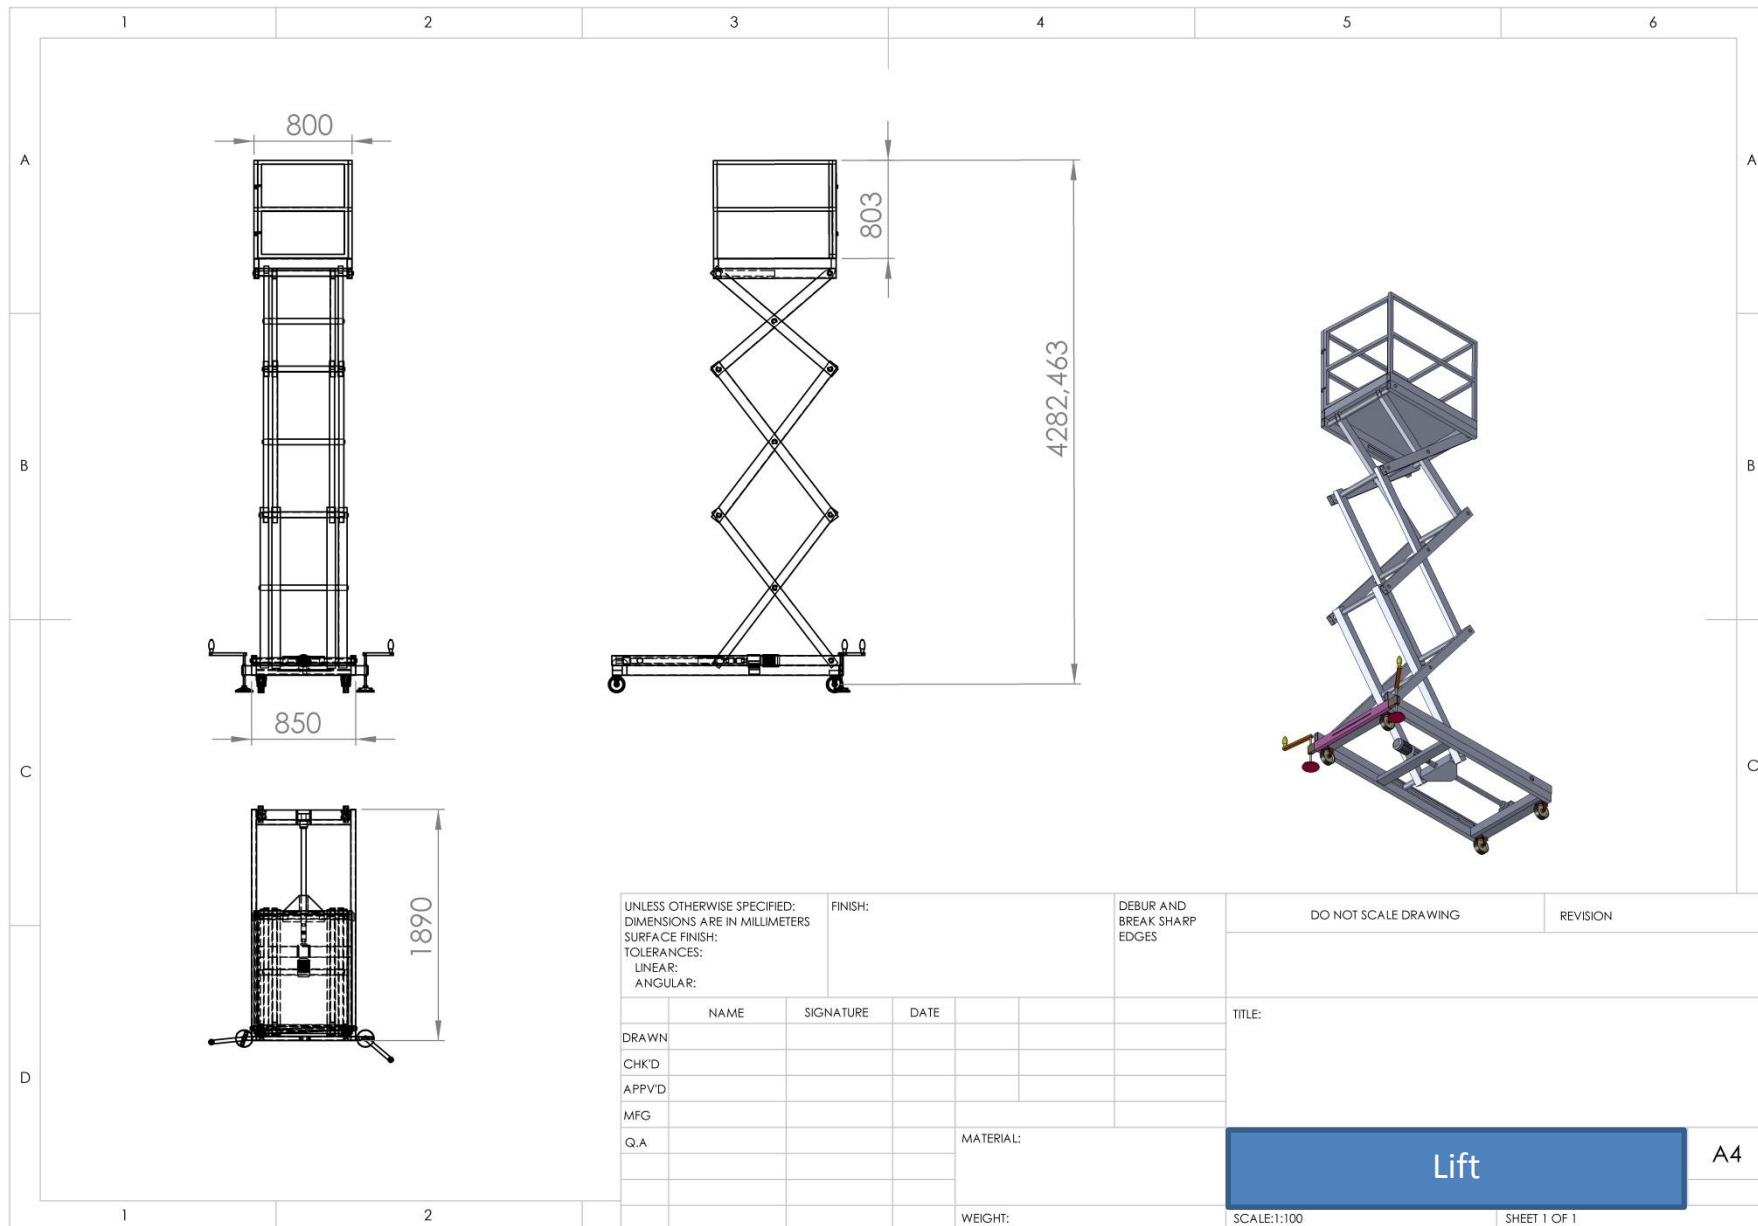 1 2 3 4 5 6
A
A
B
B
C
C
D
800
803
4282,463
850
1890
UNLESS OTHERWISE SPECIFIED:
DIMENSIONS ARE IN MILLIMETERS
SURFACE FINISH:
TOLERANCES:
LINEAR:
ANGULAR:
FINISH:
DEBUR AND
BREAK SHARP
EDGES
DO NOT SCALE DRAWING
REVISION
NAME SIGNATURE DATE
DRAWN
CHK'D
APPV'D
MFG
Q.A
TITLE:
MATERIAL:
Lift
A4
WEIGHT:
SCALE:1:100
SHEET 1 OF 1
1 2